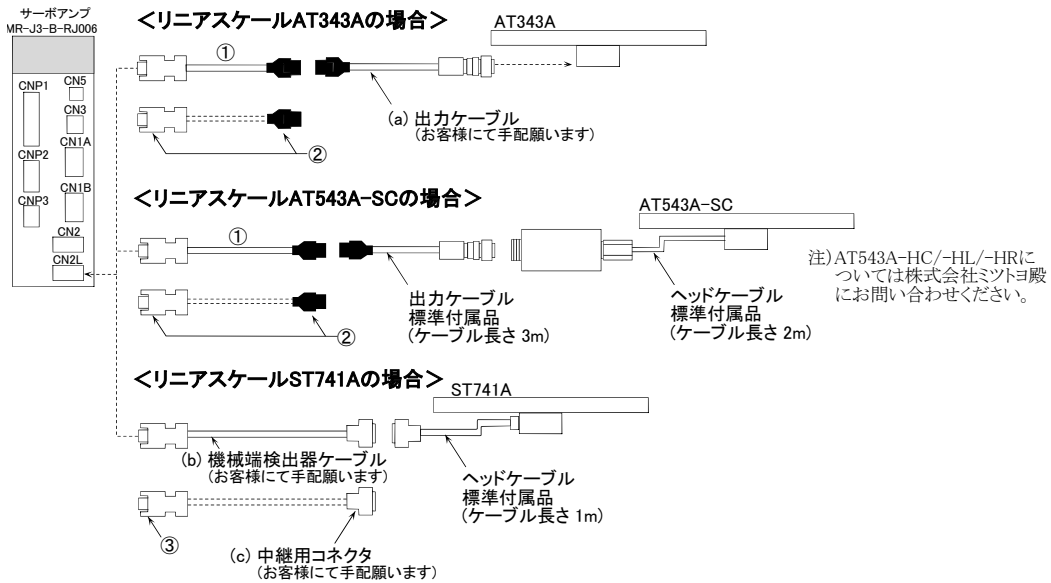 サーボアンプ
MR-J3-B-RJ006
CNP1
CN5
CN3
CN1A
CNP2
CN1B
CNP3
CN2
CN2L
＜リニアスケールAT343Aの場合＞
AT343A
①
(a) 出力ケーブル
(お客様にて手配願います)
②
＜リニアスケールAT543A-SCの場合＞
AT543A-SC
①
出力ケーブル
標準付属品
(ケーブル長さ 3m)
ヘッドケーブル
標準付属品
(ケーブル長さ 2m)
②
注)AT543A-HC/-HL/-HRに
ついては株式会社ミツトヨ殿
にお問い合わせください。
＜リニアスケールST741Aの場合＞
ST741A
(b) 機械端検出器ケーブル
(お客様にて手配願います)
ヘッドケーブル
標準付属品
(ケーブル長さ 1m)
③
(c) 中継用コネクタ
(お客様にて手配願います)